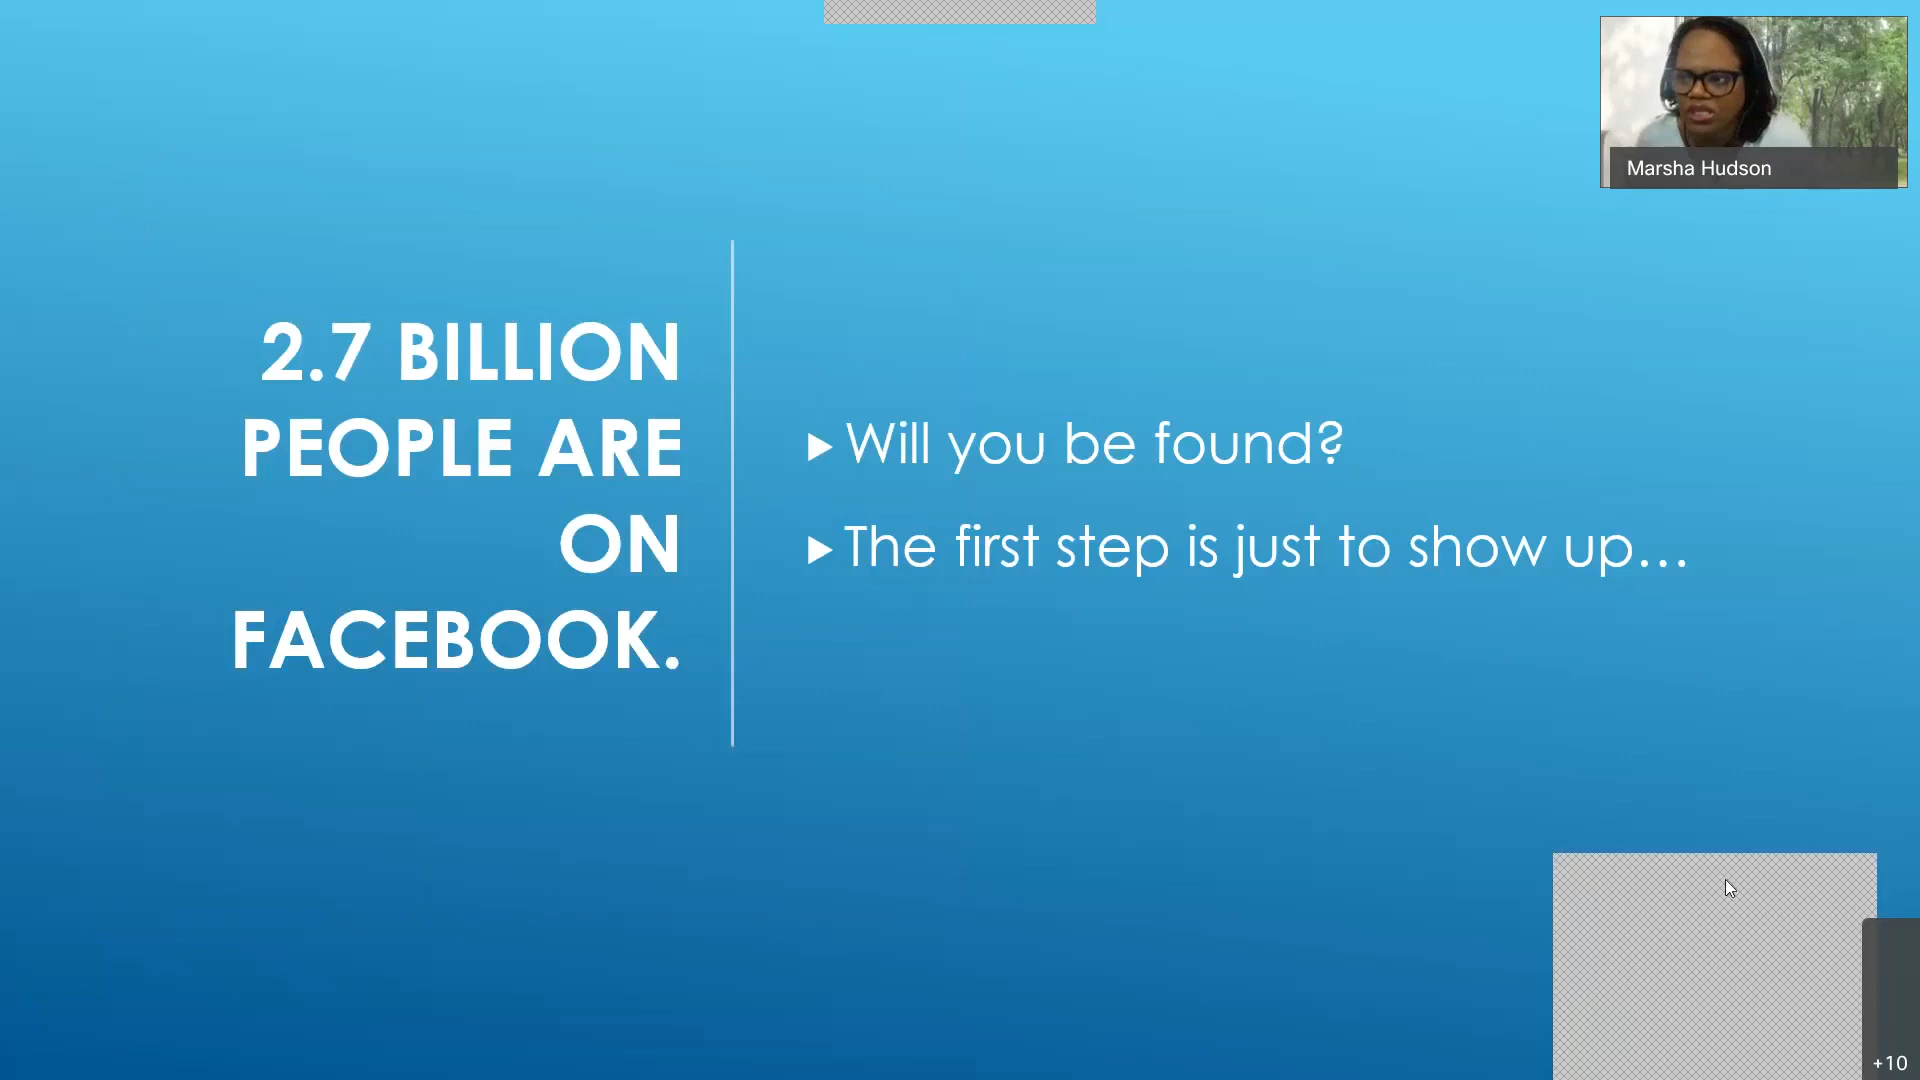 Marsha Hudson
2.7 BILLION
PEOPLE ARE
ON
FACEBOOK.
▶ Will you be found?
▶ The first step is just to show up…
+10